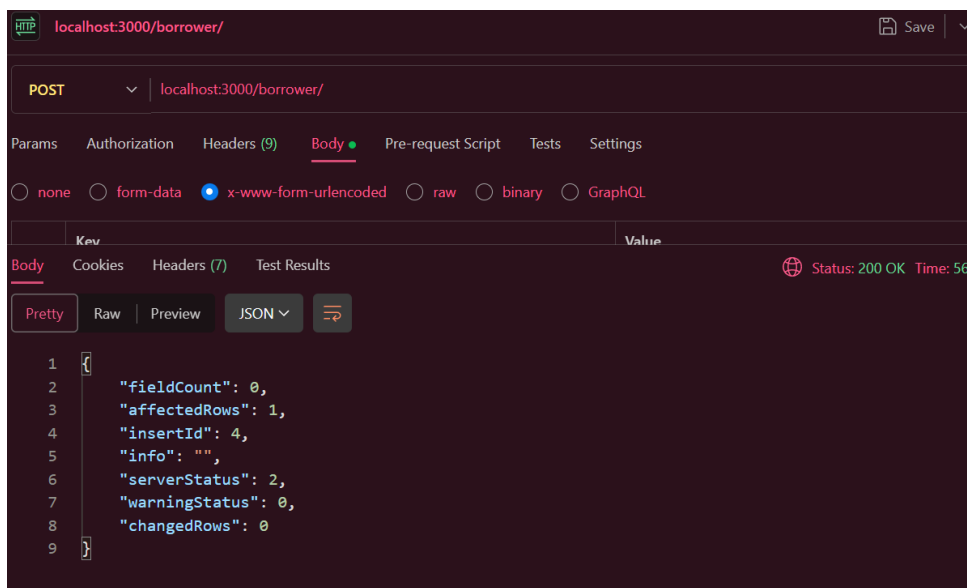 HTTP localhost:3000/borrower/ Save
POST localhost:3000/borrower/
Params Authorization Headers (9) Body Pre-request Script Tests Settings
none form-data x-www-form-urlencoded raw binary GraphQL
Key Value
Body Cookies Headers (7) Test Results Status: 200 OK Time: 56
Pretty Raw Preview JSON
1 {
2 "fieldCount": 0,
3 "affectedRows": 1,
4 "insertId": 4,
5 "info": "",
6 "serverStatus": 2,
7 "warningStatus": 0,
8 "changedRows": 0
9 }